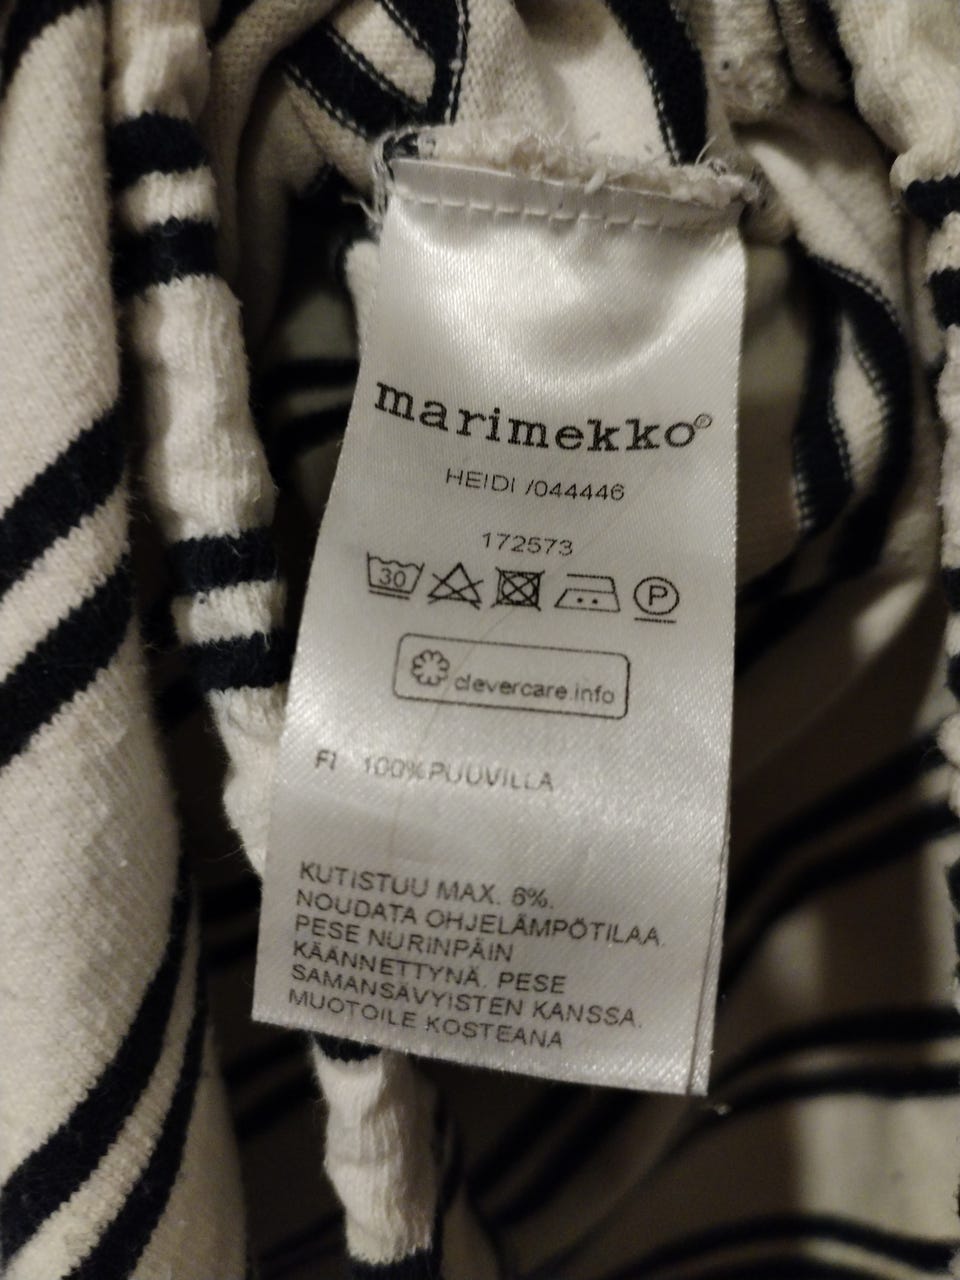 marimekko®
HEIDI /044446
172573
30 P
clevercare.info
FI 100%PUUVILLA
KUTISTUU MAX. 6%.
NOUDATA OHJELÄMPÖTILAA.
PESE NURINPÄIN
KÄÄNNETTYNÄ. PESE
SAMANSÄVYISTEN KANSSA.
MUOTOILE KOSTEANA